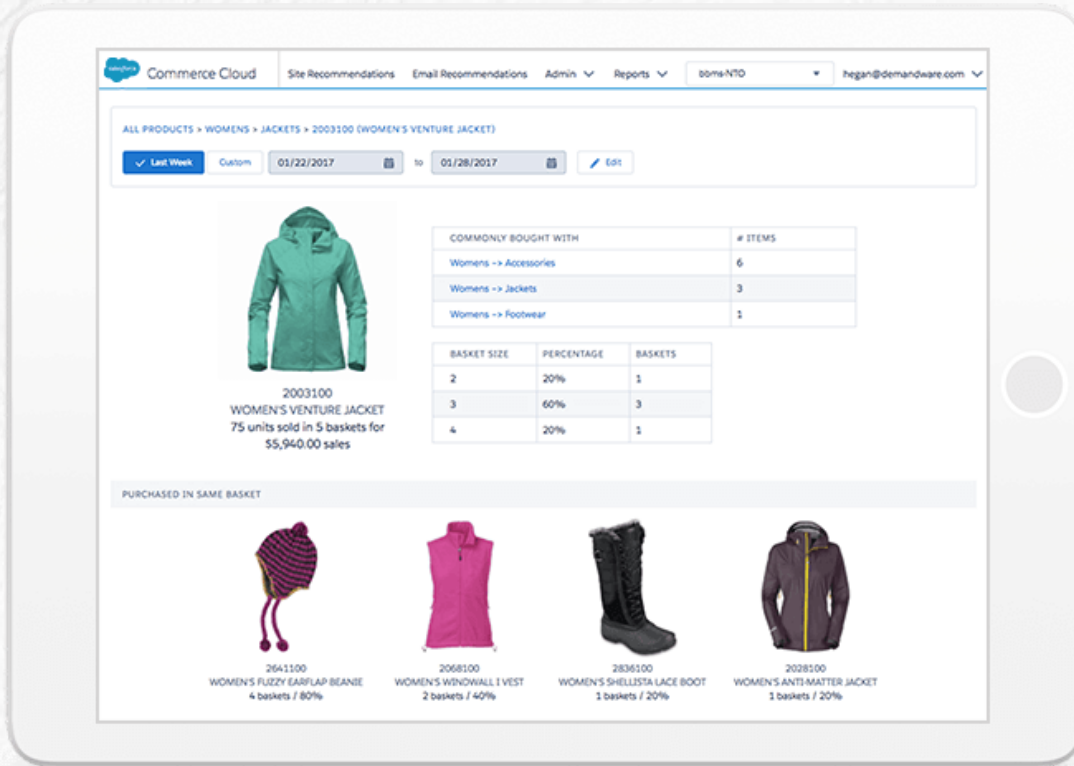 salesforce
Commerce Cloud
Site Recommendations
Email Recommendations
Admin
Reports
bbms-NTO
hegan@demandware.com
ALL PRODUCTS > WOMENS > JACKETS > 2003100 (WOMEN'S VENTURE JACKET)
Last Week
Custom
01/22/2017
to
01/28/2017
Edit
2003100
WOMEN'S VENTURE JACKET
75 units sold in 5 baskets for
$5,940.00 sales
COMMONLY BOUGHT WITH # ITEMS
Womens -> Accessories 6
Womens -> Jackets 3
Womens -> Footwear 1
BASKET SIZE PERCENTAGE BASKETS
2 20% 1
3 60% 3
4 20% 1
PURCHASED IN SAME BASKET
2641100
WOMEN'S FUZZY EARFLAP BEANIE
4 baskets / 80%
2068100
WOMEN'S WINDWALL I VEST
2 baskets / 40%
2836100
WOMEN'S SHELLISTA LACE BOOT
1 baskets / 20%
2028100
WOMEN'S ANTI-MATTER JACKET
1 baskets / 20%